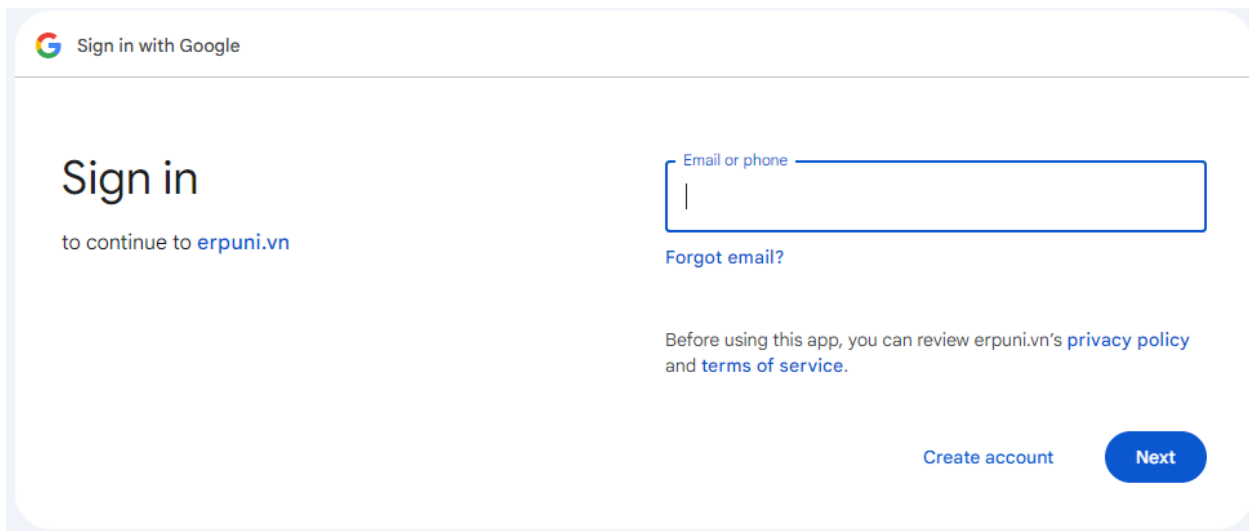 Sign in with Google
Sign in
to continue to erpuni.vn
Email or phone
Forgot email?
Before using this app, you can review erpuni.vn’s privacy policy
and terms of service.
Create account
Next